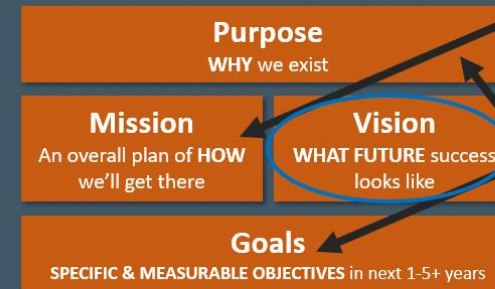 Purpose
WHY we exist
Mission
An overall plan of HOW
we'll get there
Vision
WHAT FUTURE success
looks like
Goals
SPECIFIC & MEASURABLE OBJECTIVES in next 1-5+ years